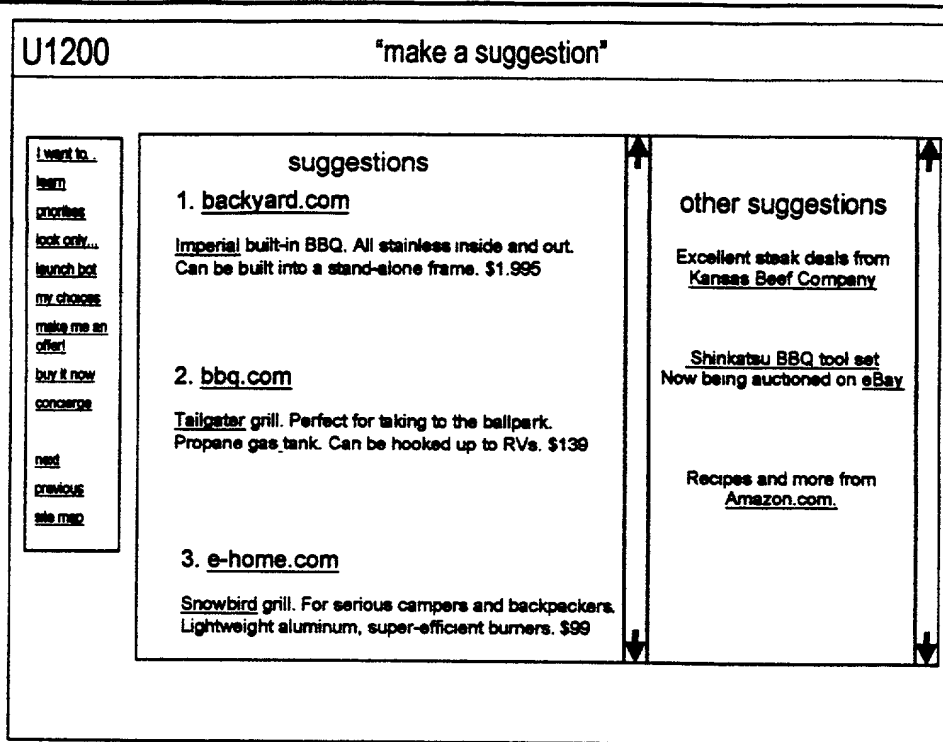 U1200
"make a suggestion"
I want to...
learn
priorities
look only...
launch bot
my choices
make me an
offer!
buy it now
concierge
next
previous
site map
suggestions
1. backyard.com
Imperial built-in BBQ. All stainless inside and out.
Can be built into a stand-alone frame. $1.995
2. bbq.com
Tailgater grill. Perfect for taking to the ballpark.
Propane gas tank. Can be hooked up to RVs. $139
3. e-home.com
Snowbird grill. For serious campers and backpackers.
Lightweight aluminum, super-efficient burners. $99
other suggestions
Excellent steak deals from
Kansas Beef Company
Shinkatsu BBQ tool set
Now being auctioned on eBay
Recipes and more from
Amazon.com.